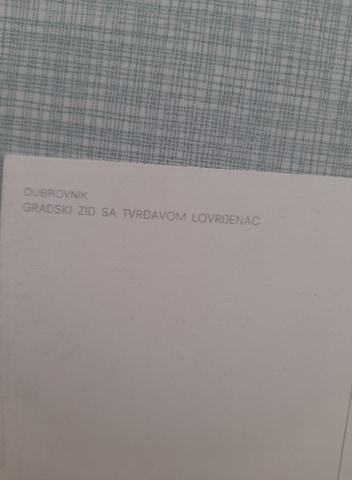 DUBROVNIK
GRADSKI ZID SA TVRĐAVOM LOVRIJENAC